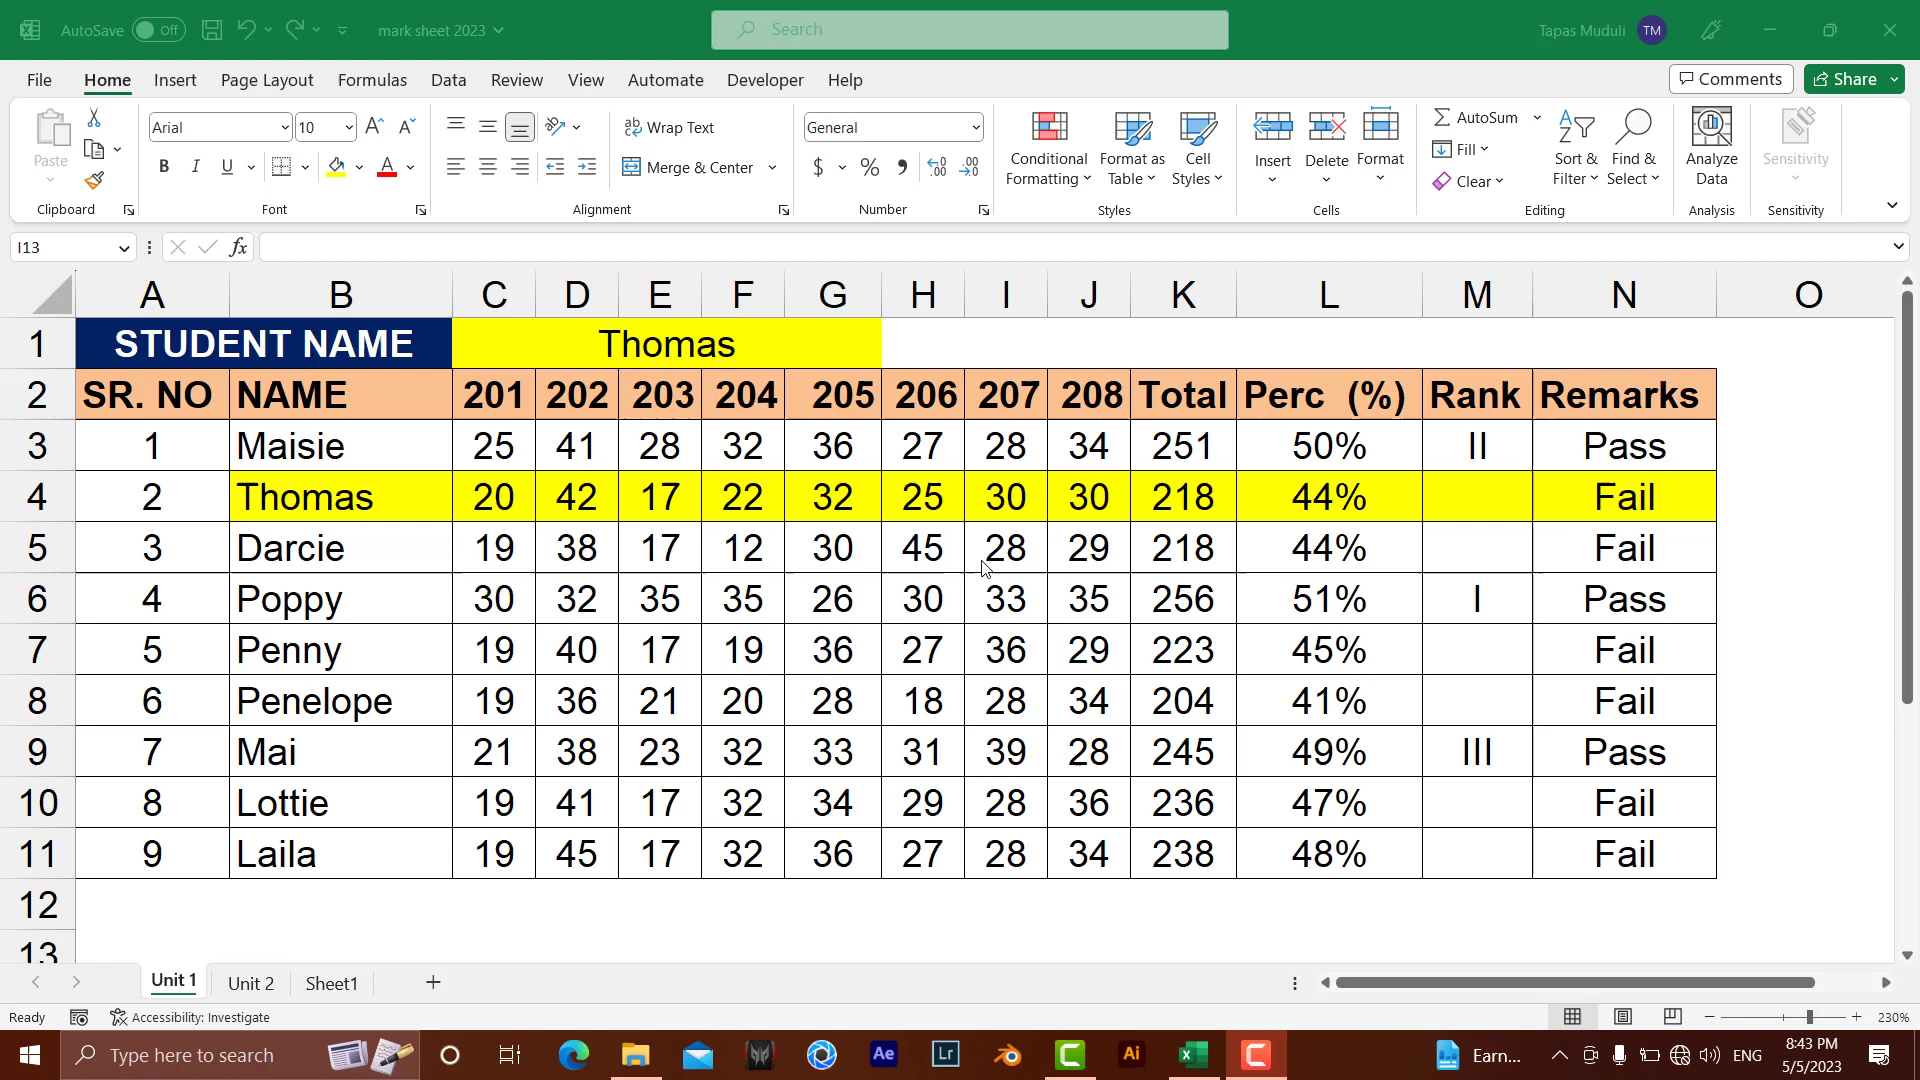 AutoSave Off mark sheet 2023 Search Tapas Muduli TM
File Home Insert Page Layout Formulas Data Review View Automate Developer Help Comments Share
Paste Arial 10 Wrap Text General Conditional Formatting Format as Table Cell Styles Insert Delete Format AutoSum Sort & Filter Find & Select Analyze Data Sensitivity
B I U A Merge & Center $ % Fill Clear
Clipboard Font Alignment Number Styles Cells Editing Analysis Sensitivity
I13 fx
A B C D E F G H I J K L M N O
1 STUDENT NAME Thomas
2 SR. NO NAME 201 202 203 204 205 206 207 208 Total Perc (%) Rank Remarks
3 1 Maisie 25 41 28 32 36 27 28 34 251 50% II Pass
4 2 Thomas 20 42 17 22 32 25 30 30 218 44% Fail
5 3 Darcie 19 38 17 12 30 45 28 29 218 44% Fail
6 4 Poppy 30 32 35 35 26 30 33 35 256 51% I Pass
7 5 Penny 19 40 17 19 36 27 36 29 223 45% Fail
8 6 Penelope 19 36 21 20 28 18 28 34 204 41% Fail
9 7 Mai 21 38 23 32 33 31 39 28 245 49% III Pass
10 8 Lottie 19 41 17 32 34 29 28 36 236 47% Fail
11 9 Laila 19 45 17 32 36 27 28 34 238 48% Fail
12
13
Unit 1 Unit 2 Sheet1
Ready Accessibility: Investigate 230%
Type here to search Ae Lr Ai Earn... ENG 8:43 PM
5/5/2023